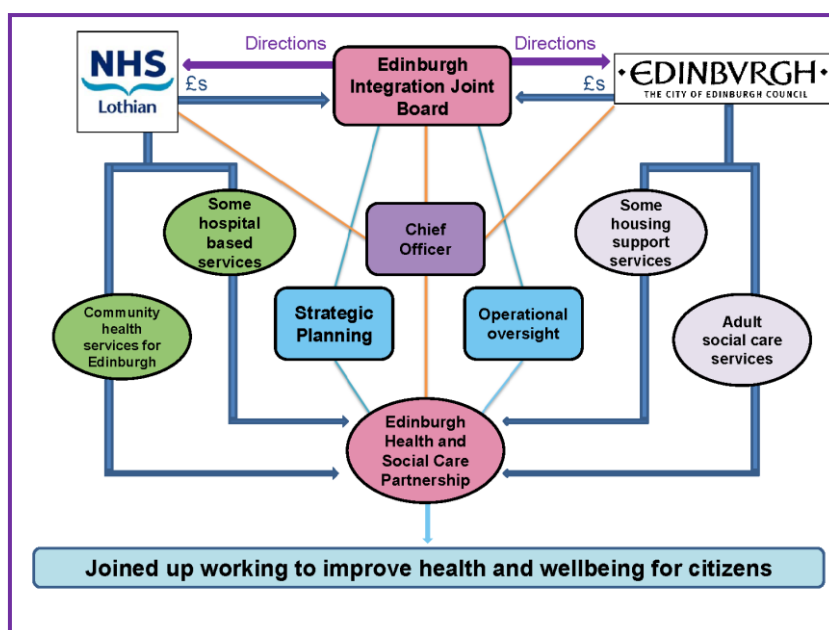 Directions
Directions
NHS
Lothian
£s
Edinburgh
Integration Joint
Board
£s
·EDINBVRGH·
THE CITY OF EDINBURGH COUNCIL
Some
hospital
based
services
Chief
Officer
Some
housing
support
services
Community
health
services for
Edinburgh
Strategic
Planning
Operational
oversight
Adult
social care
services
Edinburgh
Health and
Social Care
Partnership
Joined up working to improve health and wellbeing for citizens